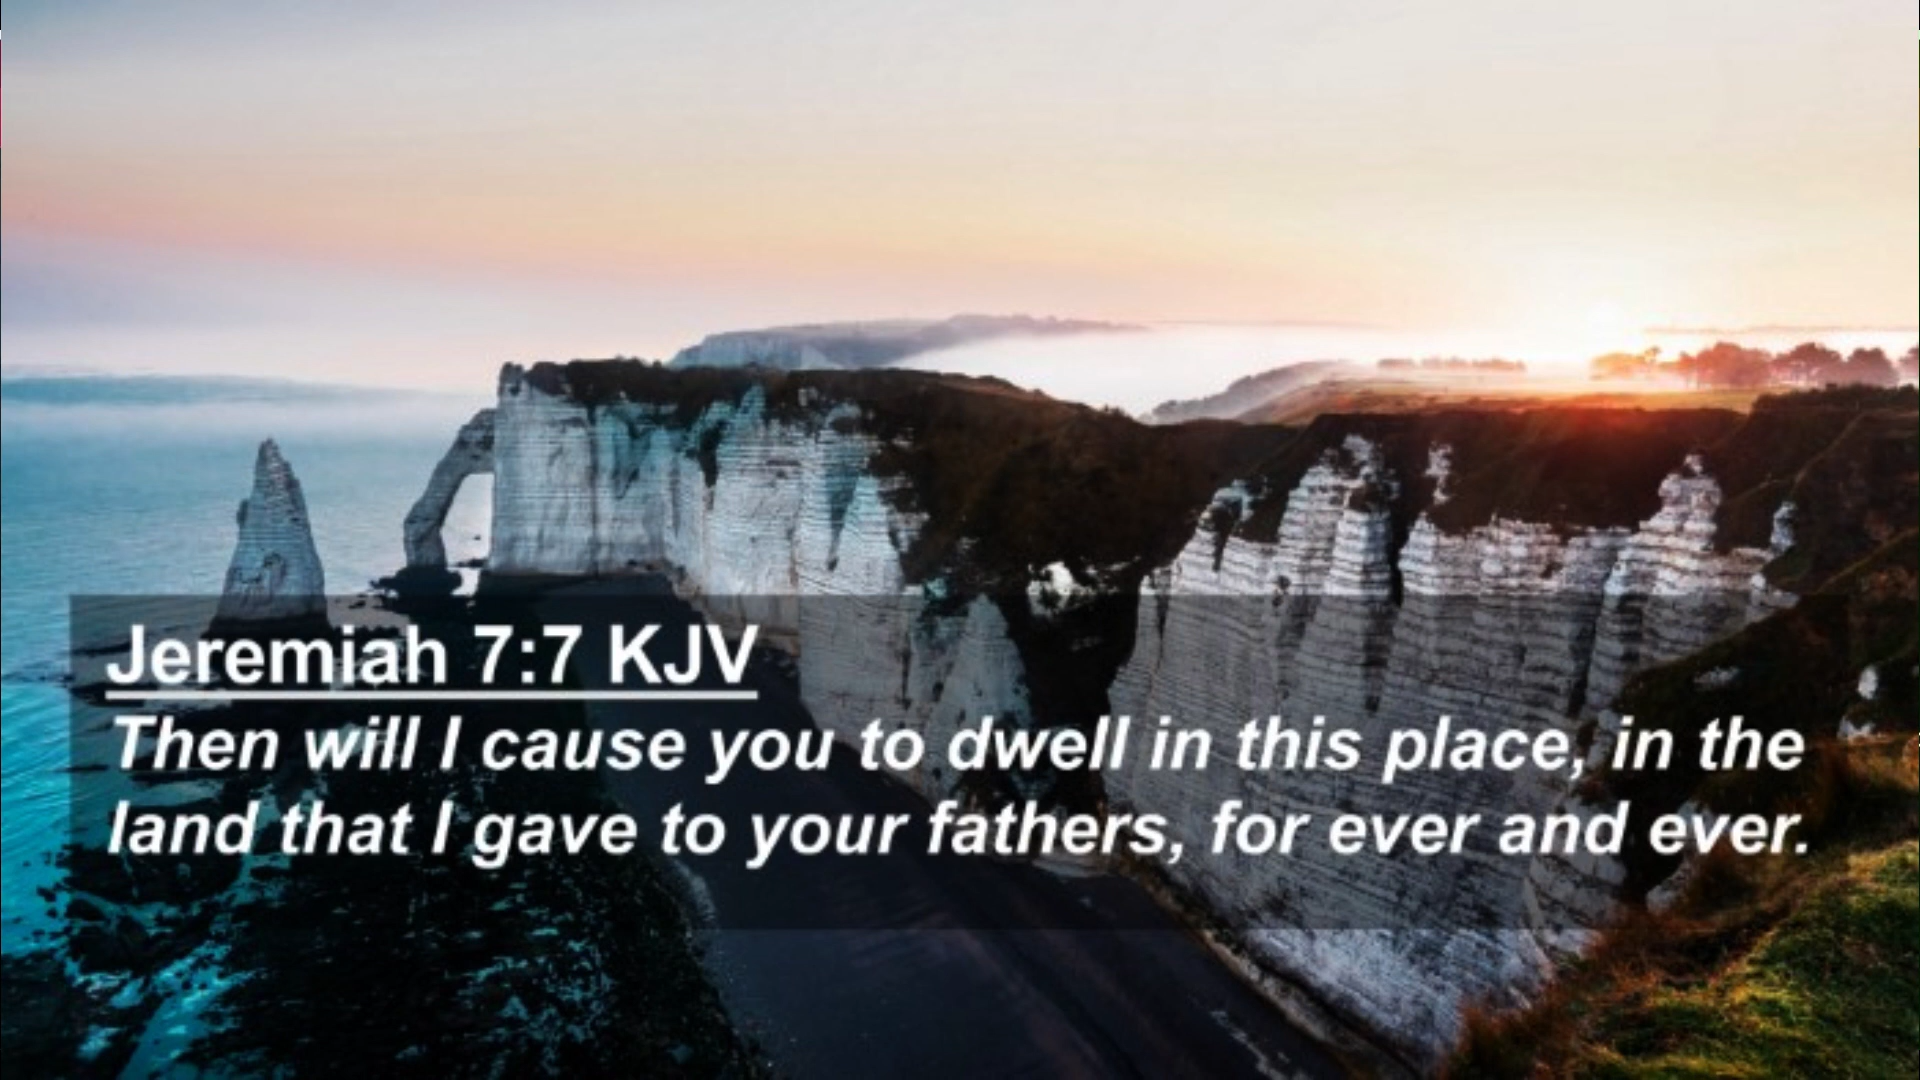 Jeremiah 7:7 KJV
Then will I cause you to dwell in this place, in the
land that I gave to your fathers, for ever and ever.